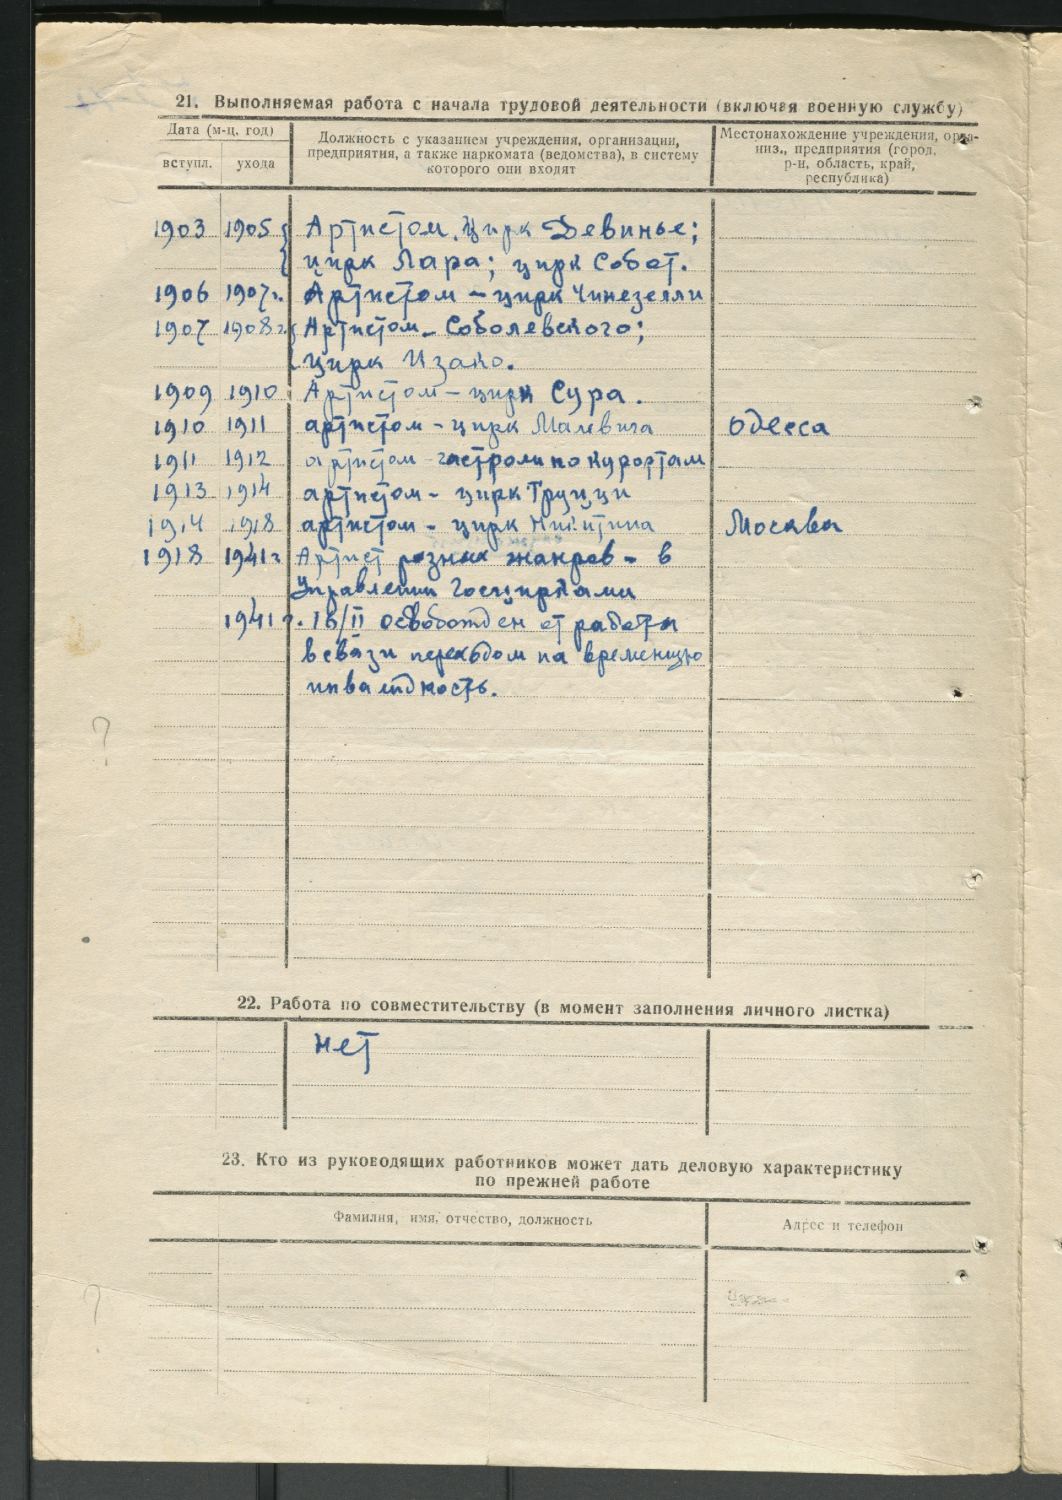 21. Выполняемая работа с начала трудовой деятельности (включая военную службу)
Дата (м-ц, год)
вступл.
ухода
Должность с указанием учреждения, организации,
предприятия, а также наркомата (ведомства), в систему
которого они входят
Местонахождение учреждения, орга-
низ., предприятия (город,
р-н, область, край,
республика)
1903 1905 Артистом. цирк Девинье;
цирк Лара; цирк Собот.
1906 1907г. Артистом – цирк Чинезелли
1907 1908г. Артистом – Соболевского;
цирк Изако.
1909 1910 Артистом – цирк Сура.
1910 1911 артистом – цирк Малевича Одесса
1911 1912 артистом гастроли по курортам
1913 1914 артистом – цирк Труцци
1914 1918 артистом – цирк Никитина Москва
1918 1941г Артист разных жанров – в
Управлении Госцирками
1941г. 16/II освобожден от работы
в связи переходом на временную
инвалидность.
22. Работа по совместительству (в момент заполнения личного листка)
нет
23. Кто из руководящих работников может дать деловую характеристику
по прежней работе
Фамилия, имя, отчество, должность
Адрес и телефон
?
?